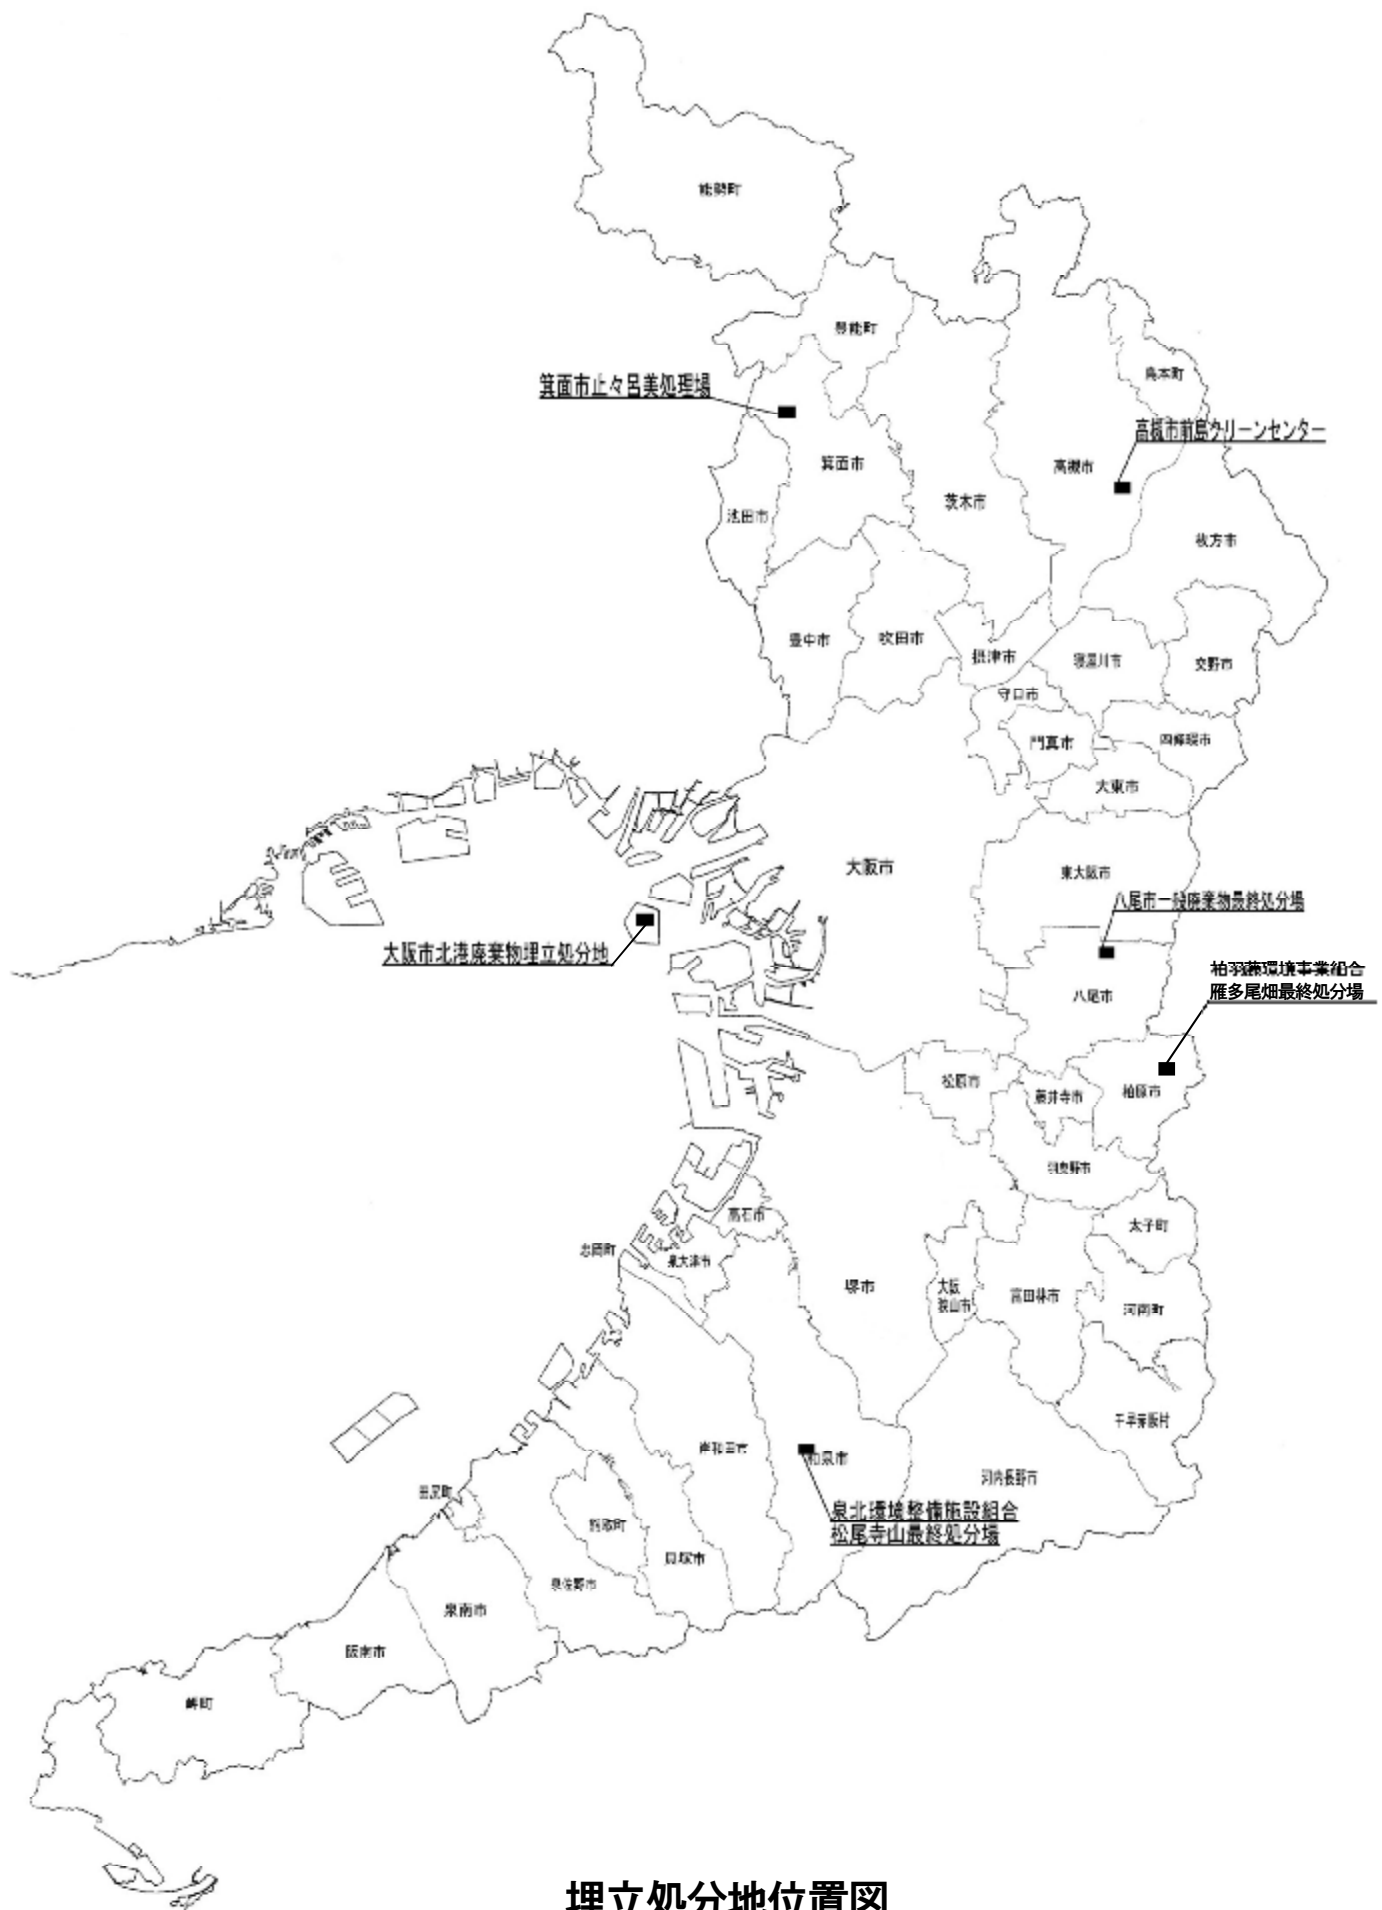 能勢町
豊能町
島本町
箕面市止々呂美処理場
高槻市前島クリーンセンター
箕面市
高槻市
茨木市
池田市
枚方市
豊中市
吹田市
摂津市
寝屋川市
交野市
守口市
門真市
四條畷市
大東市
大阪市
東大阪市
八尾市一般廃棄物最終処分場
大阪市北港廃棄物埋立処分地
柏羽藤環境事業組合
雁多尾畑最終処分場
八尾市
松原市
藤井寺市
柏原市
羽曳野市
高石市
太子町
忠岡町
泉大津市
堺市
大阪
狭山市
富田林市
河南町
千早赤阪村
岸和田市
和泉市
河内長野市
田尻町
泉北環境整備施設組合
松尾寺山最終処分場
熊取町
貝塚市
泉佐野市
泉南市
阪南市
岬町
埋立処分地位置図